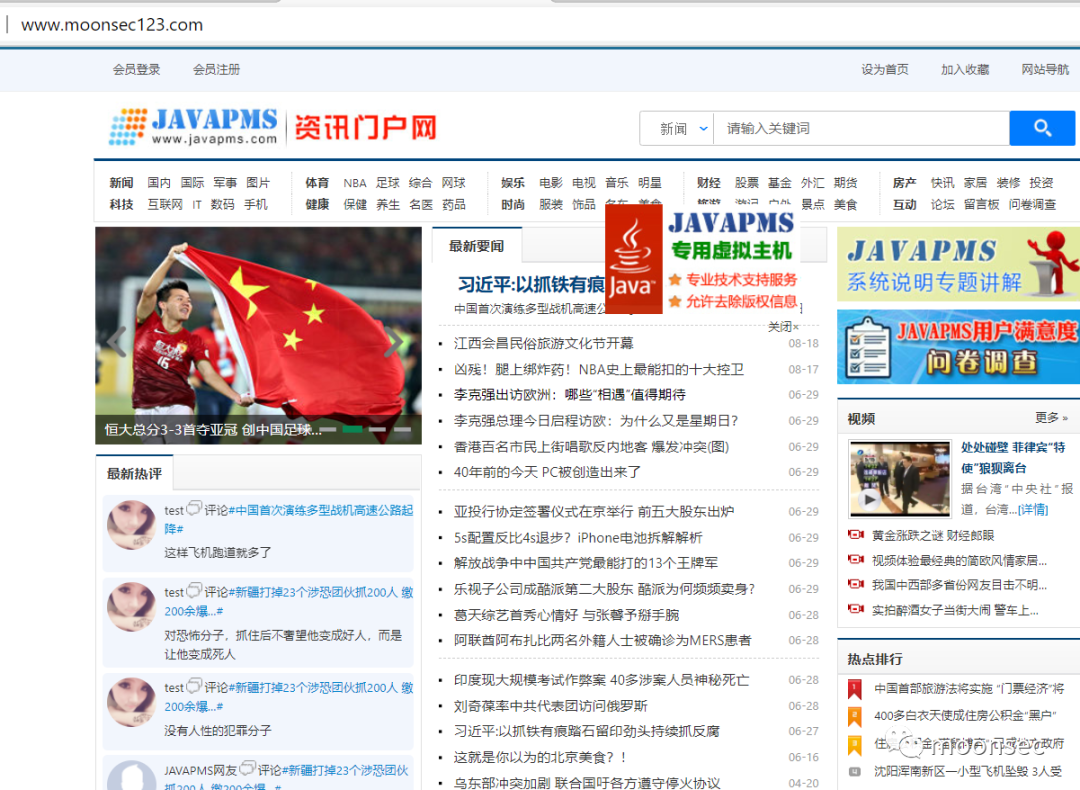 www.moonsec123.com
会员登录 会员注册 设为首页 加入收藏 网站导航
JAVAPMS
www.javapms.com
资讯门户网
新闻 请输入关键词
新闻 国内 国际 军事 图片 体育 NBA 足球 综合 网球 娱乐 电影 电视 音乐 明星 财经 股票 基金 外汇 期货 房产 快讯 家居 装修 投资
科技 互联网 IT 数码 手机 健康 保健 养生 名医 药品 时尚 服装 饰品 景点 美食 互动 论坛 留言板 问卷调查
恒大总分3-3首夺亚冠 创中国足球...
最新热评
test 评论#中国首次演练多型战机高速公路起
降#
这样飞机跑道就多了
test 评论#新疆打掉23个涉恐团伙抓200人 缴
200余爆...#
对恐怖分子，抓住后不奢望他变成好人，而是
让他变成死人
test 评论#新疆打掉23个涉恐团伙抓200人 缴
200余爆...#
没有人性的犯罪分子
JAVAPMS网友 评论#新疆打掉23个涉恐团伙抓200人 缴200余爆...#
最新要闻
习近平:以抓铁有痕
中国首次演练多型战机高速公
Java
JAVAPMS
专用虚拟主机
专业技术支持服务
允许去除版权信息
关闭×
江西会昌民俗旅游文化节开幕 08-18
凶残！腿上绑炸药！NBA史上最能扣的十大控卫 08-17
李克强出访欧洲：哪些"相遇"值得期待 06-29
李克强总理今日启程访欧：为什么又是星期日？ 06-29
香港百名市民上街唱歌反内地客 爆发冲突(图) 06-29
40年前的今天 PC被创造出来了 06-29
亚投行协定签署仪式在京举行 前五大股东出炉 06-29
5s配置反比4s退步？iPhone电池拆解解析 06-29
解放战争中中国共产党最能打的13个王牌军 06-29
乐视子公司成酷派第二大股东 酷派为何频频卖身？ 06-29
葛天综艺首秀心情好 与张馨予掰手腕 06-28
阿联酋阿布扎比两名外籍人士被确诊为MERS患者 06-28
印度现大规模考试作弊案 40多涉案人员神秘死亡 06-28
刘奇葆率中共代表团访问俄罗斯 06-28
习近平:以抓铁有痕踏石留印劲头持续抓反腐 06-27
这就是你以为的北京美食？！ 06-16
乌东部冲突加剧 联合国吁各方遵守停火协议 04-20
JAVAPMS
系统说明专题讲解
JAVAPMS用户满意度
问卷调查
视频 更多 »
处处碰壁 菲律宾"特
使"狼狈离台
据台湾"中央社"报
道，台湾...[详情]
黄金涨跌之谜 财经郎眼
视频体验最经典的简欧风情家居...
我国中西部多省份网友目击不明...
实拍醉酒女子当街大闹 警车上...
热点排行
1 中国首部旅游法将实施 "门票经济"将
2 400多白衣天使成住房公积金"黑户"
3
4 沈阳浑南新区一小型飞机坠毁 3人受
moonsec